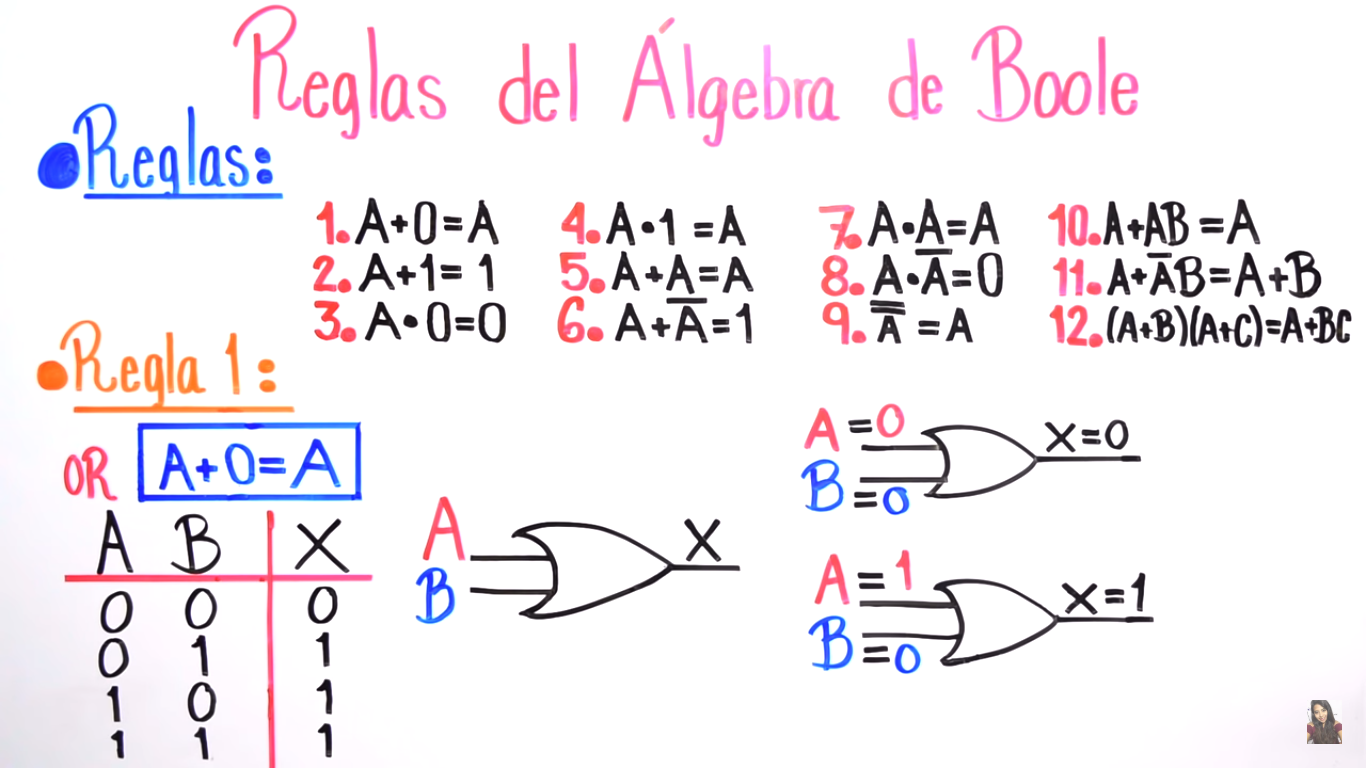 Reglas del Álgebra de Boole
Reglas:
1. A+0=A
2. A+1=1
3. A•0=0
4. A•1=A
5. A+A=A
6. A+A̅=1
7. A•A=A
8. A•A̅=0
9. A̿=A
10. A+AB=A
11. A+A̅B=A+B
12. (A+B)(A+C)=A+BC
Regla 1:
OR A+0=A
A B X
0 0 0
0 1 1
1 0 1
1 1 1
A
B
X
A=0
B=0
X=0
A=1
B=0
X=1